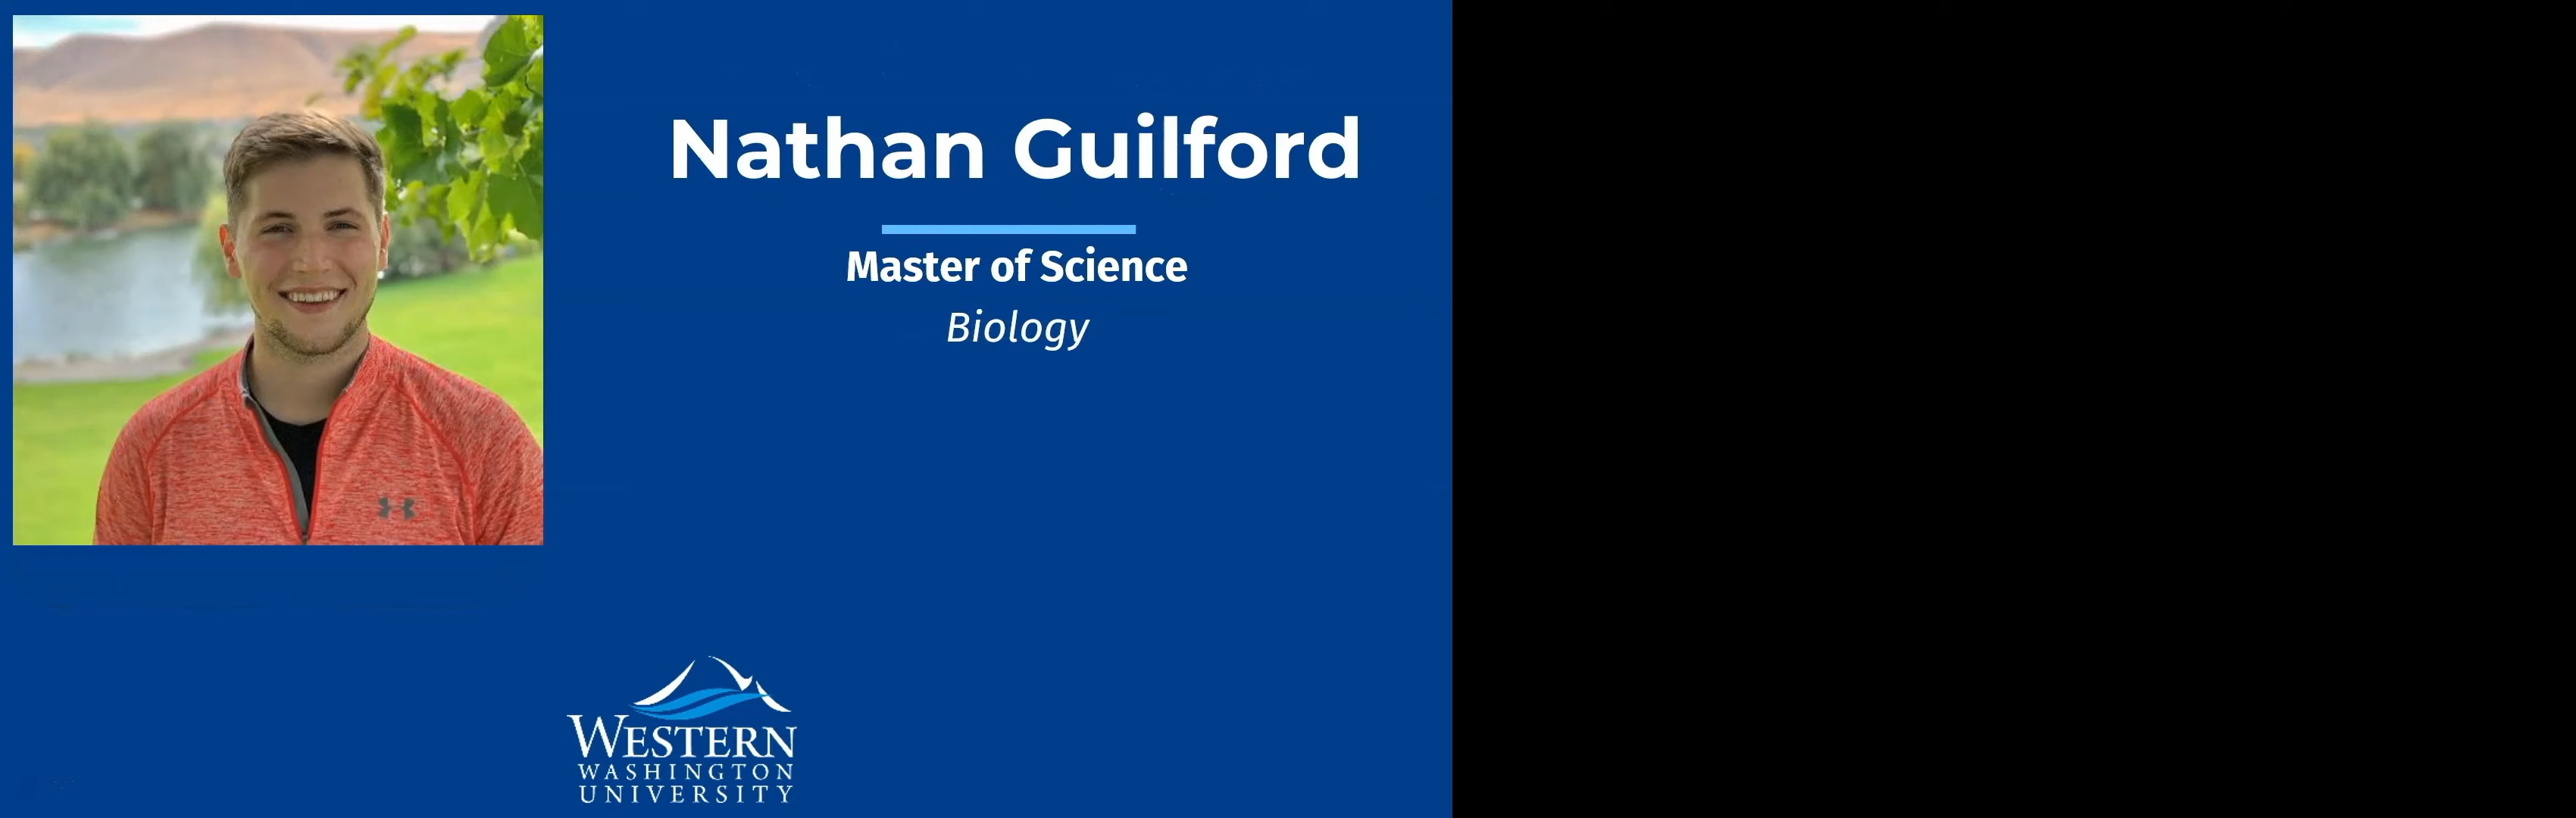 Nathan Guilford
Master of Science
Biology
WESTERN
WASHINGTON
UNIVERSITY